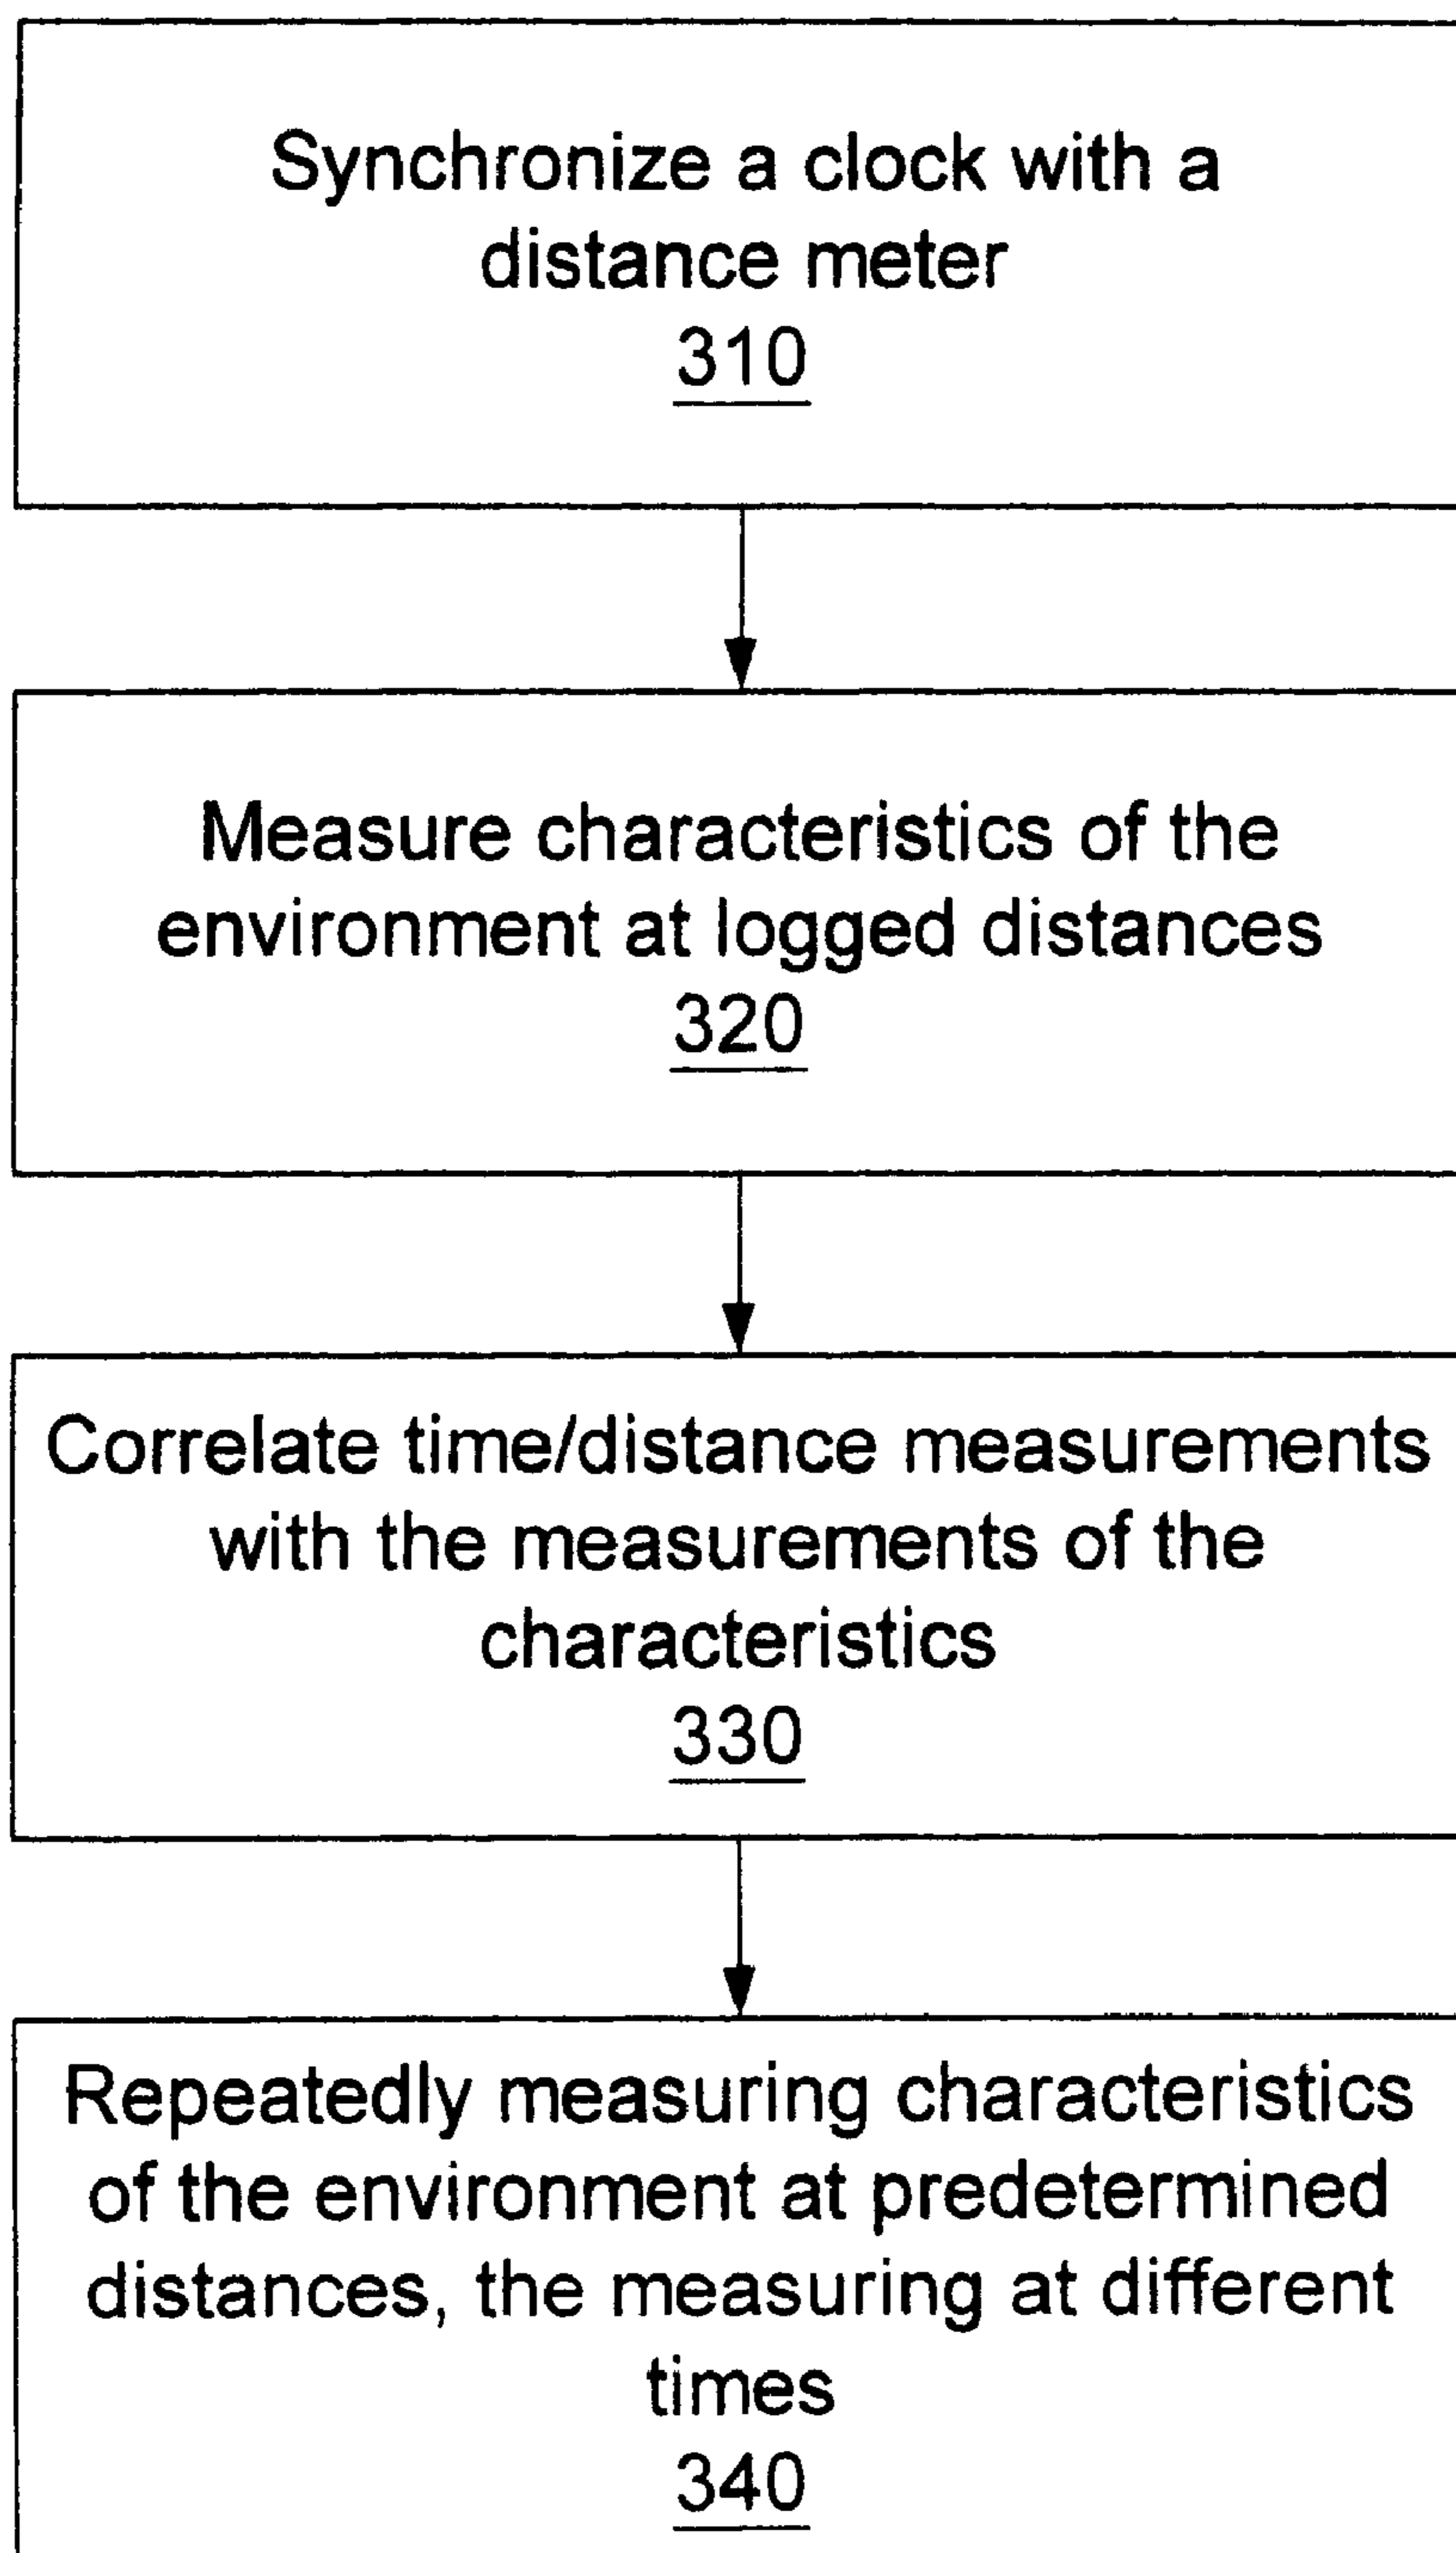 Synchronize a clock with a
distance meter
310
Measure characteristics of the
environment at logged distances
320
Correlate time/distance measurements
with the measurements of the
characteristics
330
Repeatedly measuring characteristics
of the environment at predetermined
distances, the measuring at different
times
340